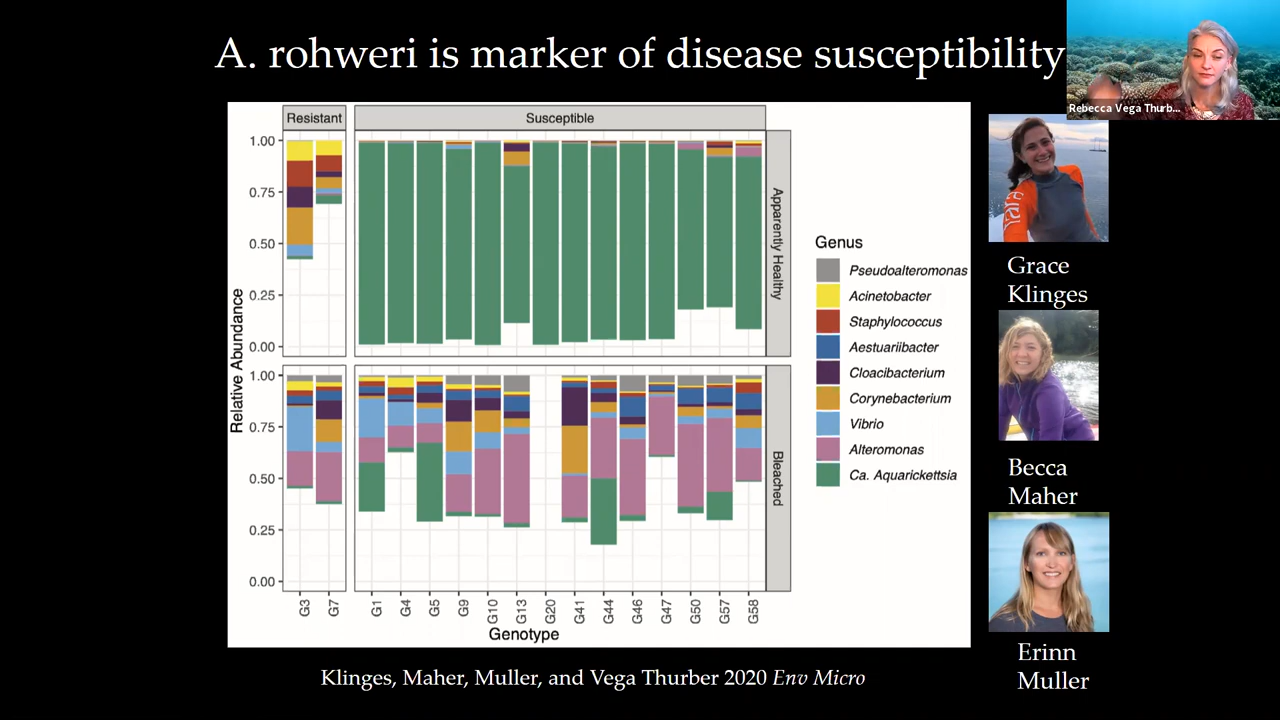 A. rohweri is marker of disease susceptibility
Rebecca Vega Thurb...
Resistant
Susceptible
1.00
0.75
0.50
0.25
0.00
Apparently Healthy
1.00
0.75
0.50
0.25
0.00
Bleached
Relative Abundance
G3
G7
G1
G4
G5
G9
G10
G13
G20
G41
G44
G46
G47
G50
G57
G58
Genotype
Genus
Pseudoalteromonas
Acinetobacter
Staphylococcus
Aestuariibacter
Cloacibacterium
Corynebacterium
Vibrio
Alteromonas
Ca. Aquarickettsia
Grace
Klinges
Becca
Maher
Erinn
Muller
Klinges, Maher, Muller, and Vega Thurber 2020 Env Micro